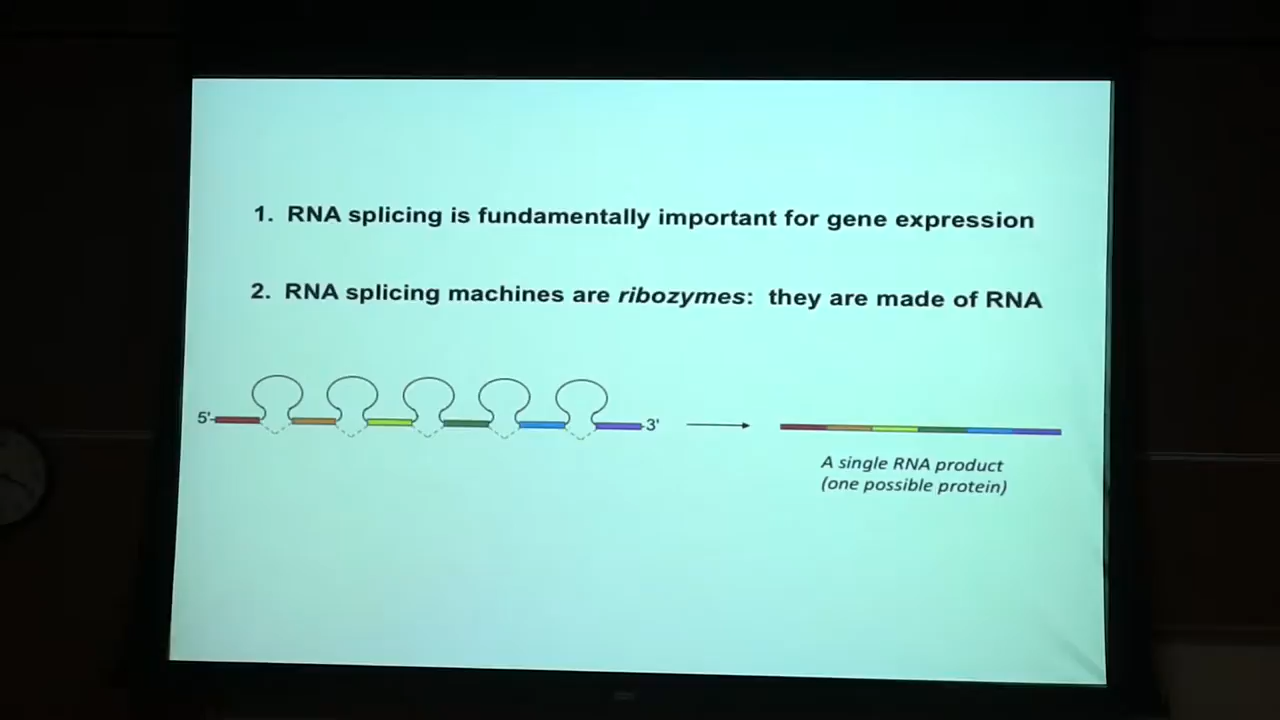 1. RNA splicing is fundamentally important for gene expression
2. RNA splicing machines are ribozymes: they are made of RNA
5'
3'
A single RNA product
(one possible protein)